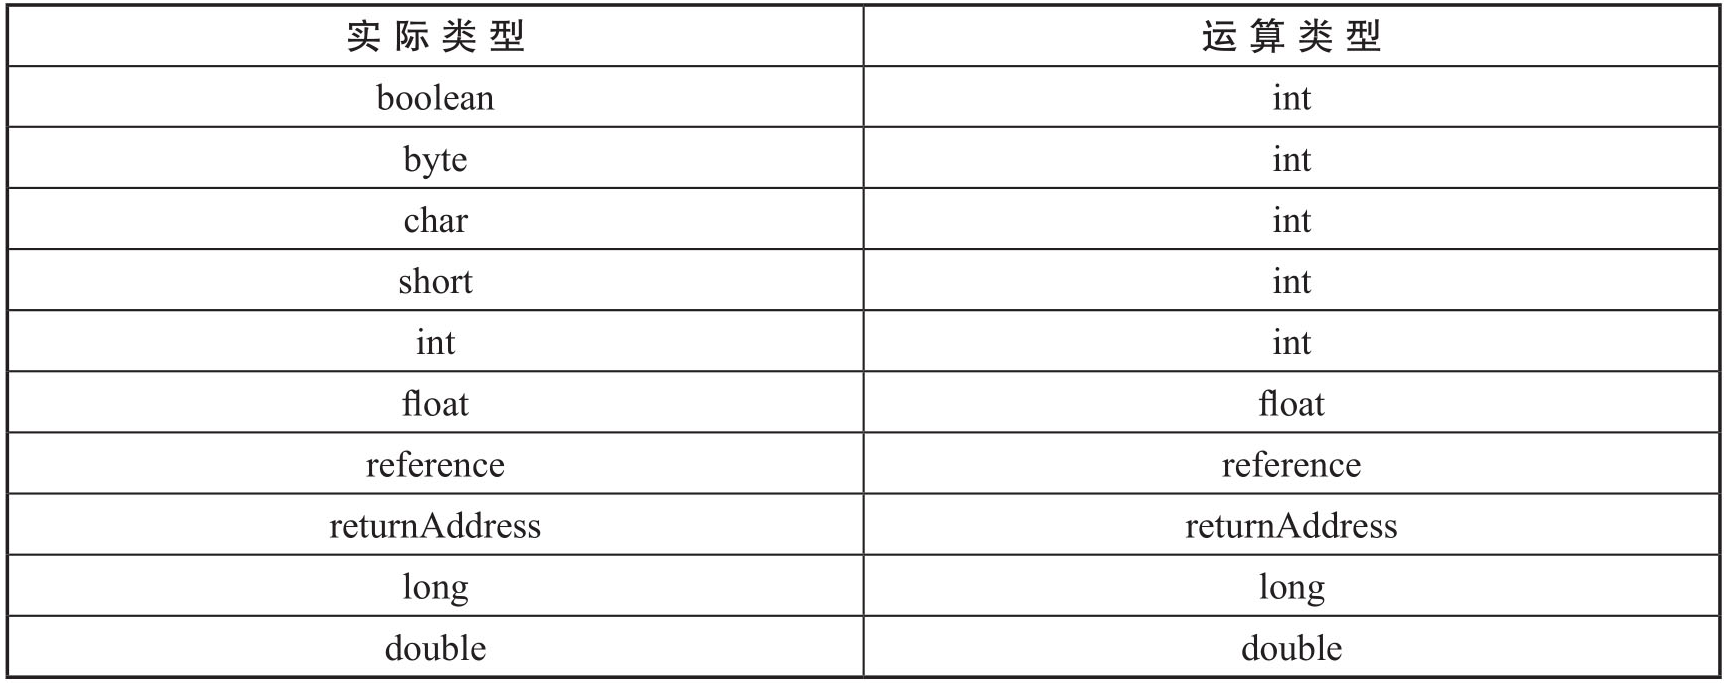 实际类型 运算类型
boolean int
byte int
char int
short int
int int
float float
reference reference
returnAddress returnAddress
long long
double double